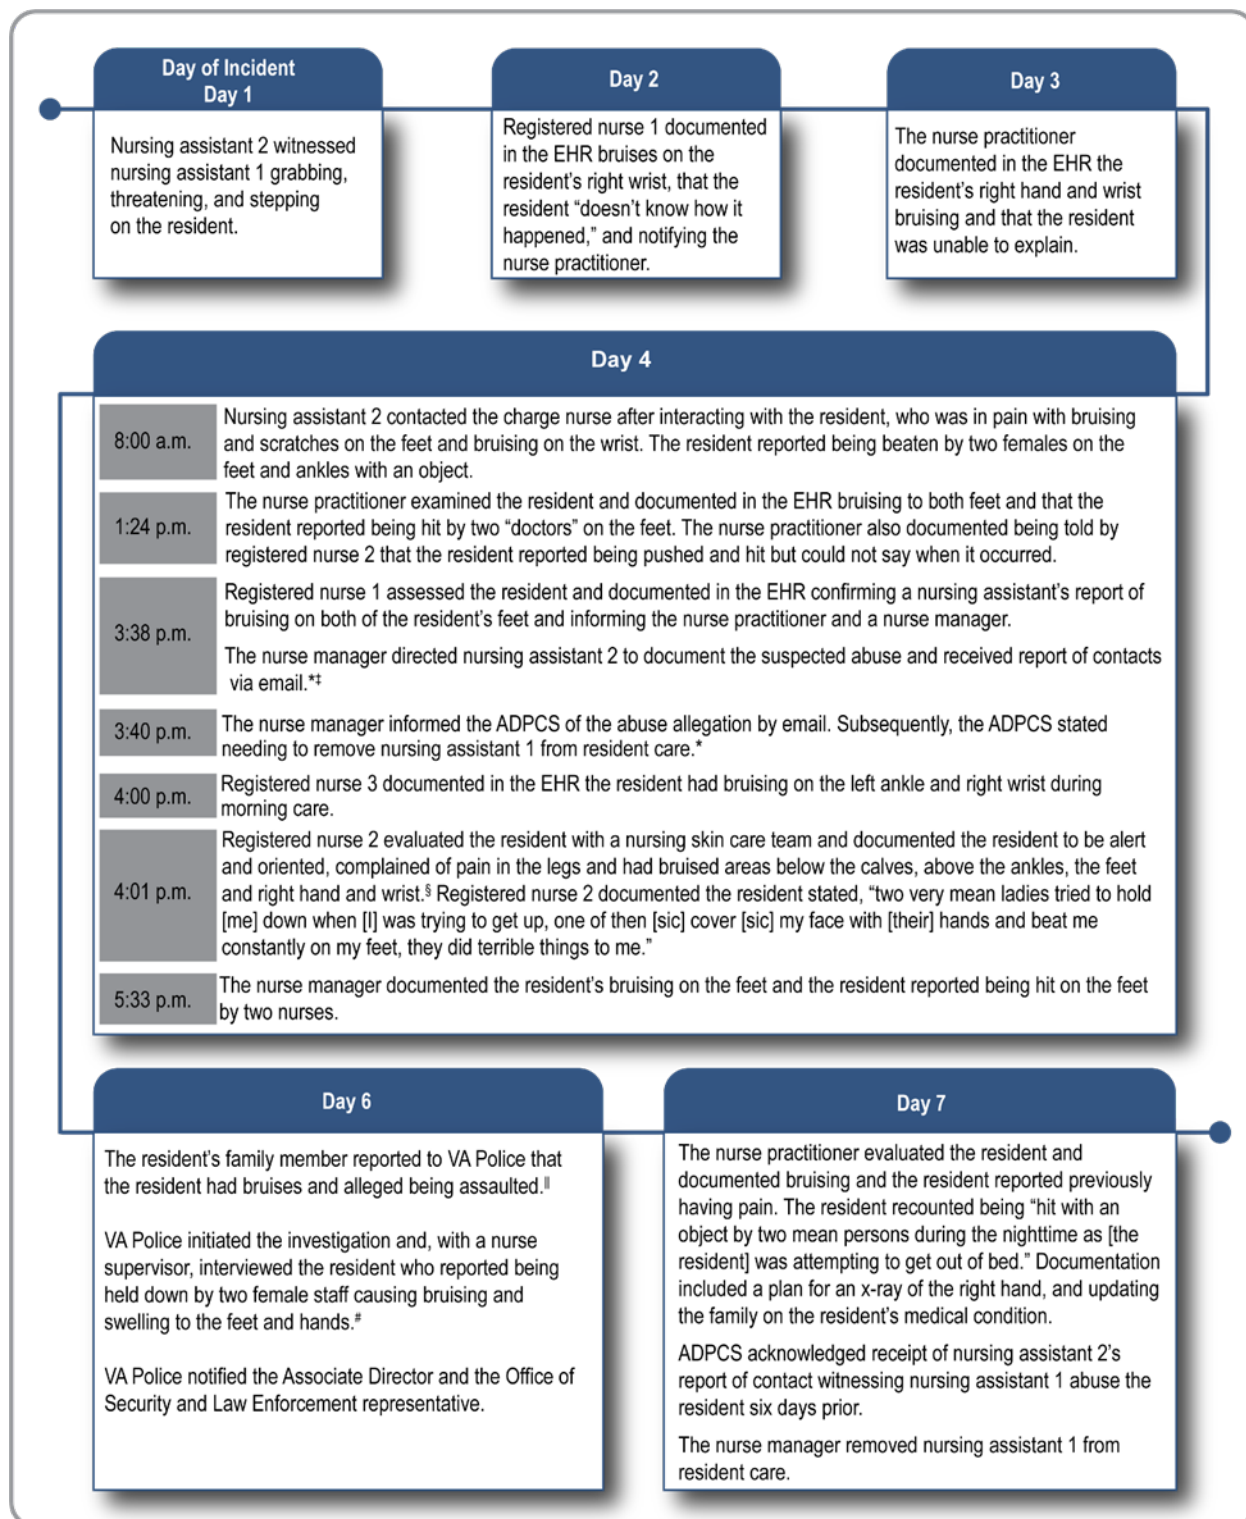 Day of Incident
Day 1
Nursing assistant 2 witnessed
nursing assistant 1 grabbing,
threatening, and stepping
on the resident.
Day 2
Registered nurse 1 documented
in the EHR bruises on the
resident's right wrist, that the
resident “doesn't know how it
happened,” and notifying the
nurse practitioner.
Day 3
The nurse practitioner
documented in the EHR the
resident's right hand and wrist
bruising and that the resident
was unable to explain.
Day 4
8:00 a.m.
Nursing assistant 2 contacted the charge nurse after interacting with the resident, who was in pain with bruising
and scratches on the feet and bruising on the wrist. The resident reported being beaten by two females on the
feet and ankles with an object.
1:24 p.m.
The nurse practitioner examined the resident and documented in the EHR bruising to both feet and that the
resident reported being hit by two “doctors” on the feet. The nurse practitioner also documented being told by
registered nurse 2 that the resident reported being pushed and hit but could not say when it occurred.
3:38 p.m.
Registered nurse 1 assessed the resident and documented in the EHR confirming a nursing assistant's report of
bruising on both of the resident's feet and informing the nurse practitioner and a nurse manager.
The nurse manager directed nursing assistant 2 to document the suspected abuse and received report of contacts
via email.*‡
3:40 p.m.
The nurse manager informed the ADPCS of the abuse allegation by email. Subsequently, the ADPCS stated
needing to remove nursing assistant 1 from resident care.*
4:00 p.m.
Registered nurse 3 documented in the EHR the resident had bruising on the left ankle and right wrist during
morning care.
4:01 p.m.
Registered nurse 2 evaluated the resident with a nursing skin care team and documented the resident to be alert
and oriented, complained of pain in the legs and had bruised areas below the calves, above the ankles, the feet
and right hand and wrist.§ Registered nurse 2 documented the resident stated, “two very mean ladies tried to hold
[me] down when [I] was trying to get up, one of then [sic] cover [sic] my face with [their] hands and beat me
constantly on my feet, they did terrible things to me.”
5:33 p.m.
The nurse manager documented the resident's bruising on the feet and the resident reported being hit on the feet
by two nurses.
Day 6
The resident's family member reported to VA Police that
the resident had bruises and alleged being assaulted.‖
VA Police initiated the investigation and, with a nurse
supervisor, interviewed the resident who reported being
held down by two female staff causing bruising and
swelling to the feet and hands.#
VA Police notified the Associate Director and the Office of
Security and Law Enforcement representative.
Day 7
The nurse practitioner evaluated the resident and
documented bruising and the resident reported previously
having pain. The resident recounted being “hit with an
object by two mean persons during the nighttime as [the
resident] was attempting to get out of bed.” Documentation
included a plan for an x-ray of the right hand, and updating
the family on the resident's medical condition.
ADPCS acknowledged receipt of nursing assistant 2's
report of contact witnessing nursing assistant 1 abuse the
resident six days prior.
The nurse manager removed nursing assistant 1 from
resident care.